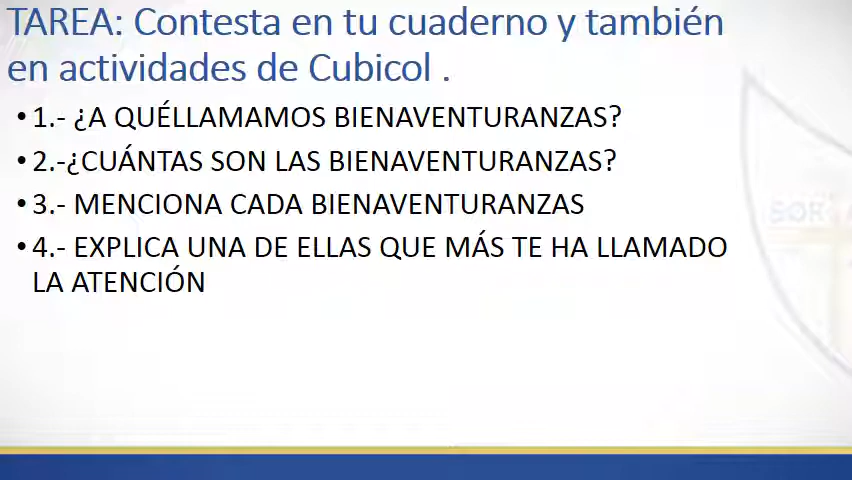 TAREA: Contesta en tu cuaderno y también
en actividades de Cubicol .
• 1.- ¿A QUÉLLAMAMOS BIENAVENTURANZAS?
• 2.-¿CUÁNTAS SON LAS BIENAVENTURANZAS?
• 3.- MENCIONA CADA BIENAVENTURANZAS
• 4.- EXPLICA UNA DE ELLAS QUE MÁS TE HA LLAMADO
LA ATENCIÓN